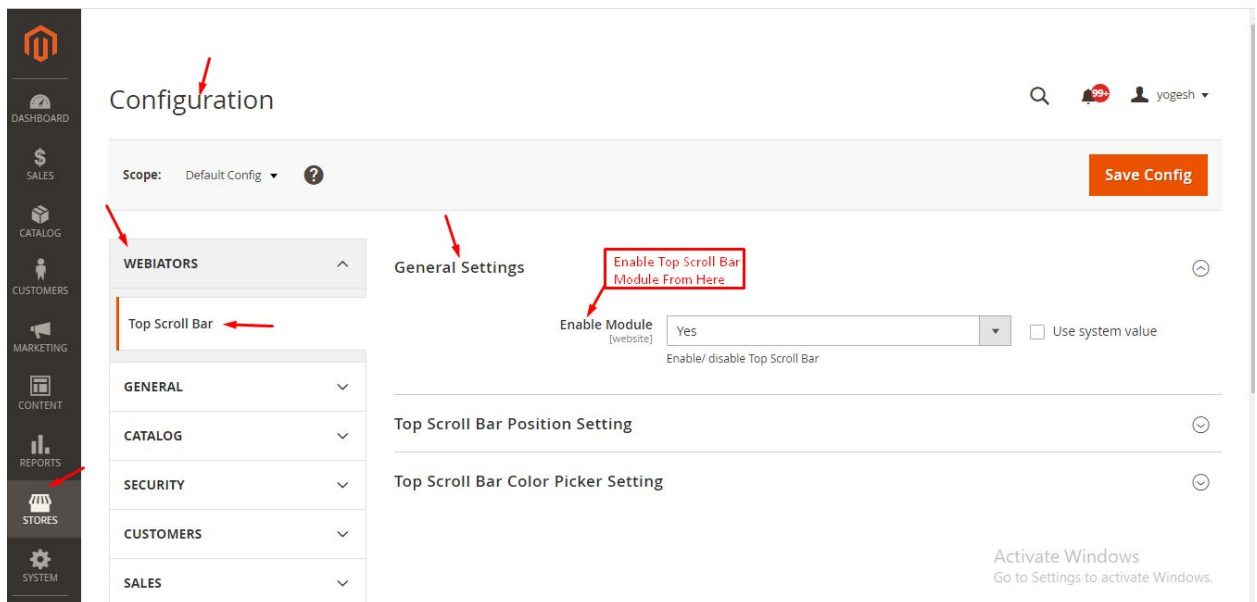 Configuration
99+
yogesh
DASHBOARD
SALES
CATALOG
CUSTOMERS
MARKETING
CONTENT
REPORTS
STORES
SYSTEM
Scope: Default Config ?
Save Config
WEBIATORS
Top Scroll Bar
GENERAL
CATALOG
SECURITY
CUSTOMERS
SALES
General Settings
Enable Top Scroll Bar
Module From Here
Enable Module
[website]
Yes
Use system value
Enable/ disable Top Scroll Bar
Top Scroll Bar Position Setting
Top Scroll Bar Color Picker Setting
Activate Windows
Go to Settings to activate Windows.